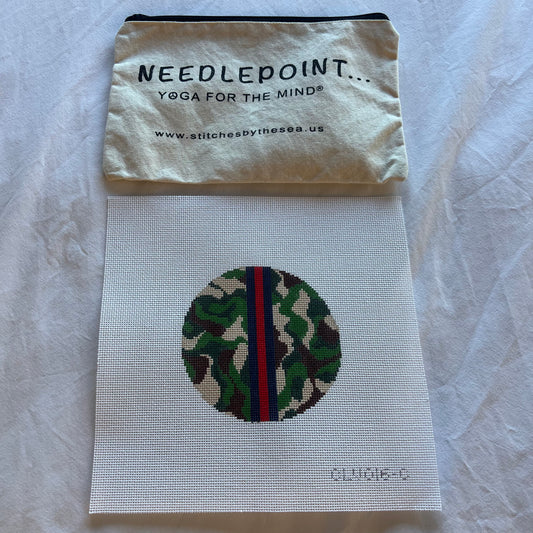 NEEDLEPOINT...
YOGA FOR THE MIND®
www.stitchesbythesea.us